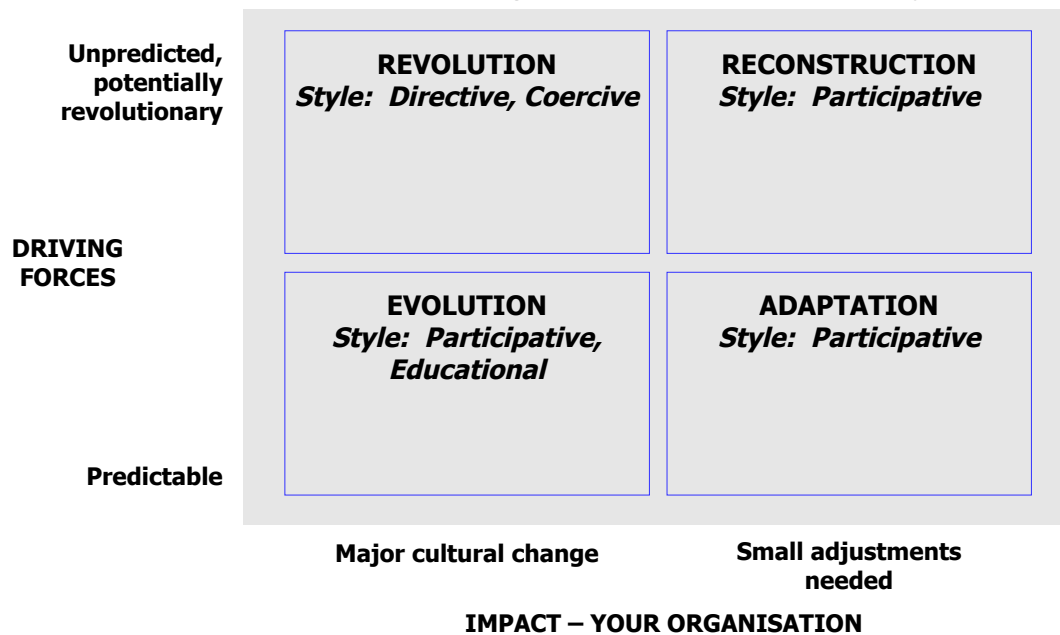 Unpredicted,
potentially
revolutionary
REVOLUTION
Style: Directive, Coercive
RECONSTRUCTION
Style: Participative
DRIVING
FORCES
EVOLUTION
Style: Participative,
Educational
ADAPTATION
Style: Participative
Predictable
Major cultural change
Small adjustments
needed
IMPACT – YOUR ORGANISATION